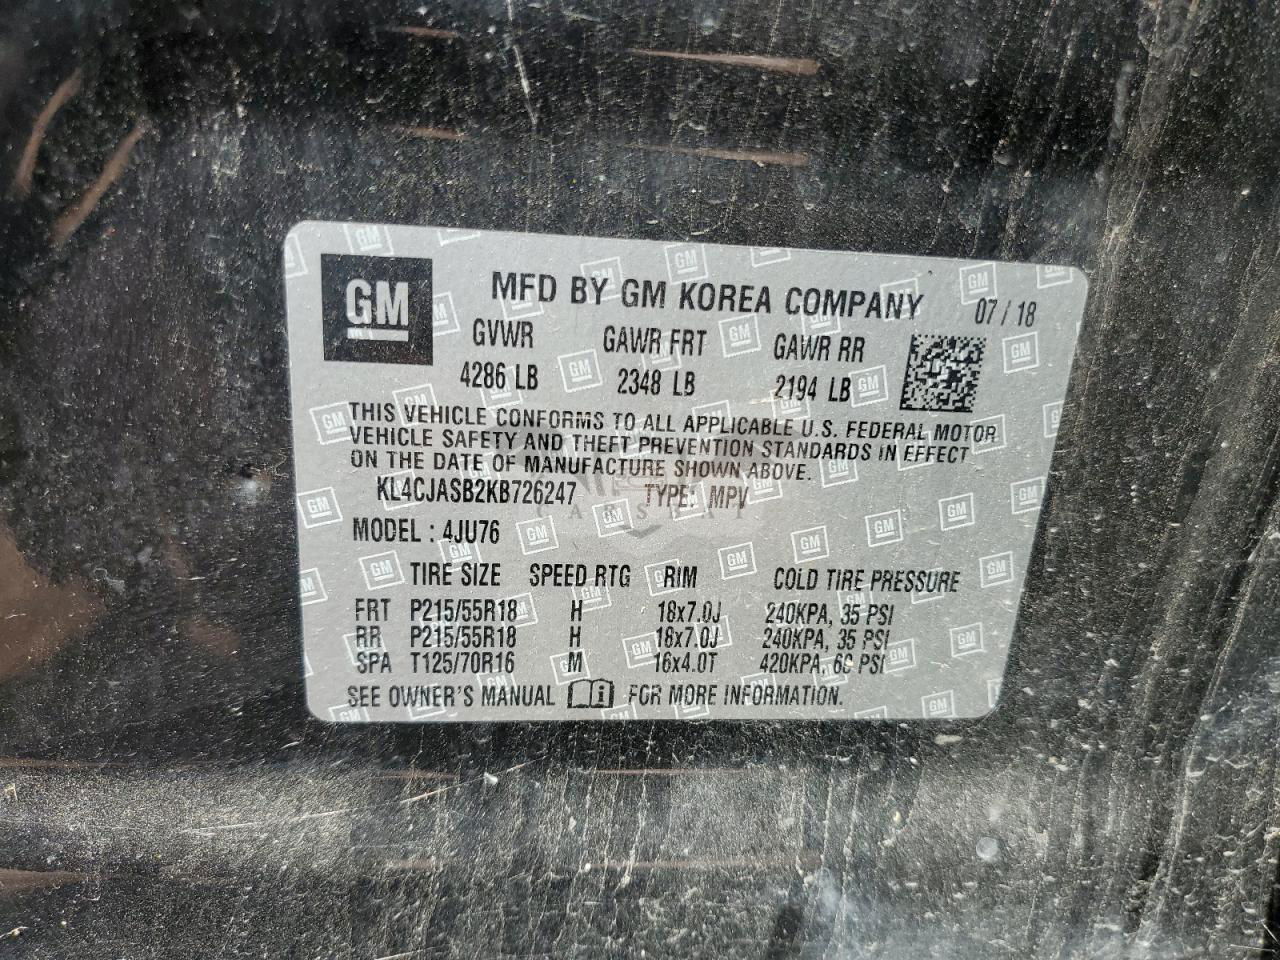 GM
MFD BY GM KOREA COMPANY 07/18
GVWR GAWR FRT GAWR RR
4286 LB 2348 LB 2194 LB
THIS VEHICLE CONFORMS TO ALL APPLICABLE U.S. FEDERAL MOTOR
VEHICLE SAFETY AND THEFT PREVENTION STANDARDS IN EFFECT
ON THE DATE OF MANUFACTURE SHOWN ABOVE.
KL4CJASB2KB726247 TYPE: MPV
MODEL: 4JU76
TIRE SIZE SPEED RTG RIM COLD TIRE PRESSURE
FRT P215/55R18 H 18x7.0J 240KPA, 35 PSI
RR P215/55R18 H 18x7.0J 240KPA, 35 PSI
SPA T125/70R16 M 16x4.0T 420KPA, PSI
SEE OWNER'S MANUAL FOR MORE INFORMATION.